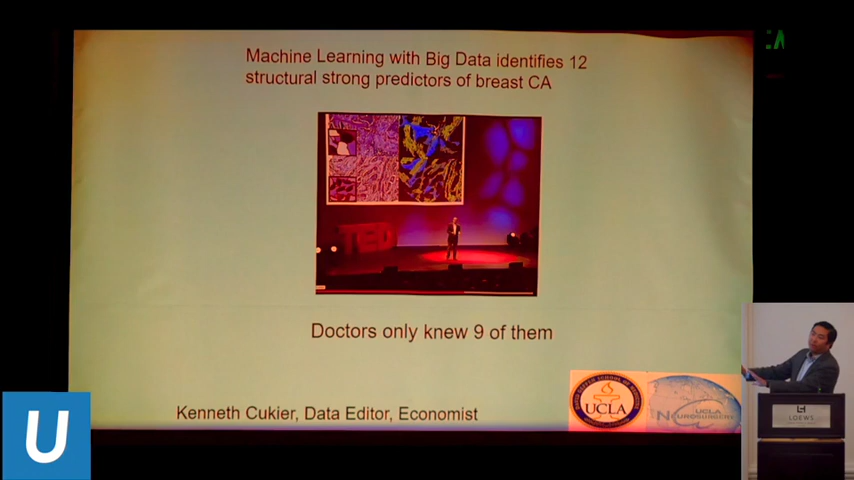 Machine Learning with Big Data identifies 12
structural strong predictors of breast CA
TED
Doctors only knew 9 of them
Kenneth Cukier, Data Editor, Economist
UCLA
UCLA
NEUROSURGERY
LOEWS
U